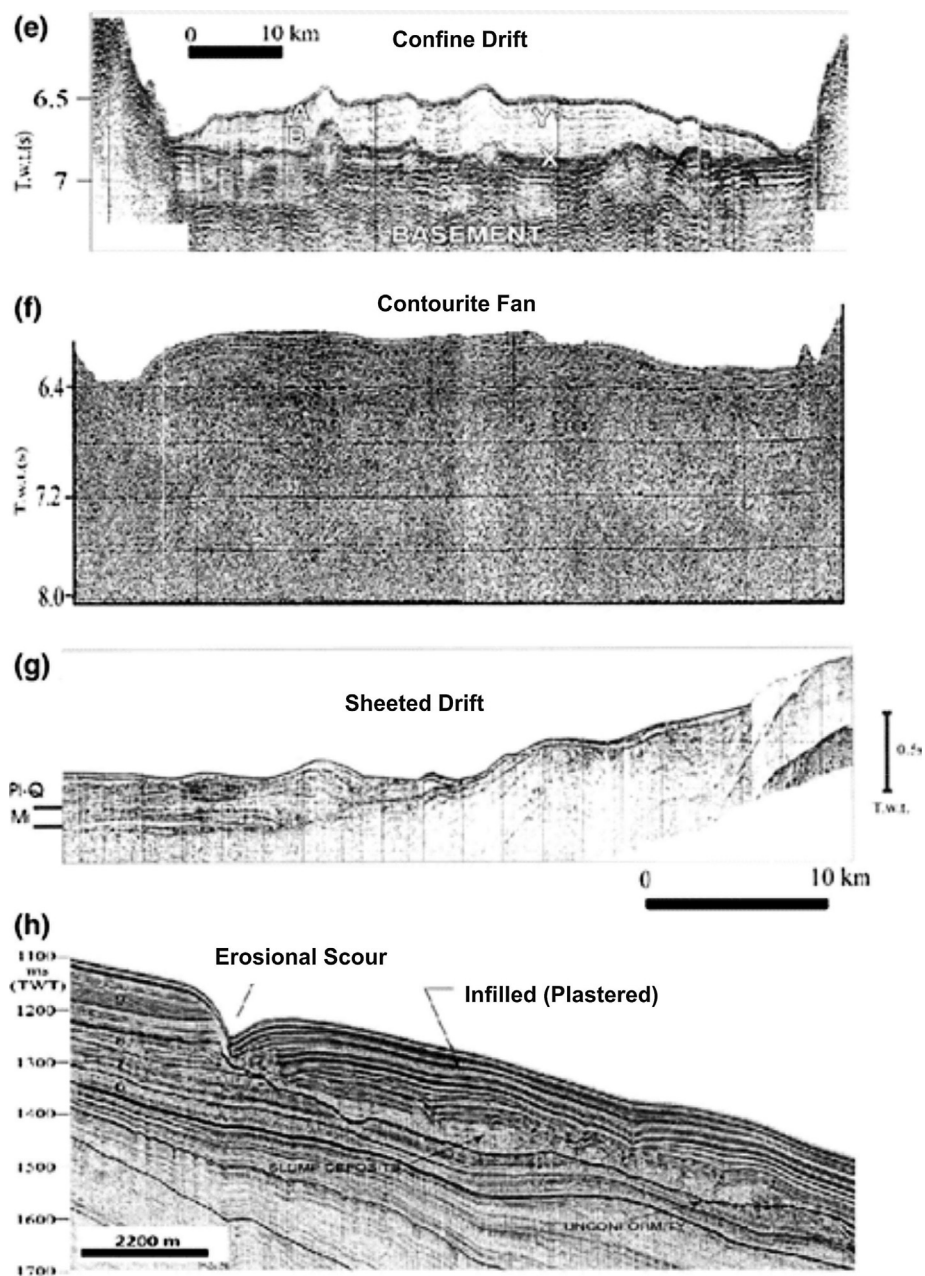 (e)
0 10 km
Confine Drift
6.5
T.w.t.(s)
7
A
B
Y
X
BASEMENT
(f)
Contourite Fan
6.4
T.w.t.(s)
7.2
8.0
(g)
Sheeted Drift
Pl-Q
Mi
0.5s
T.w.t.
0 10 km
(h)
1100
ms
(TWT)
Erosional Scour
Infilled (Plastered)
1200
1300
1400
SLUMP DEPOSITS
1500
UNCONFORMITY
1600
2200 m
1700